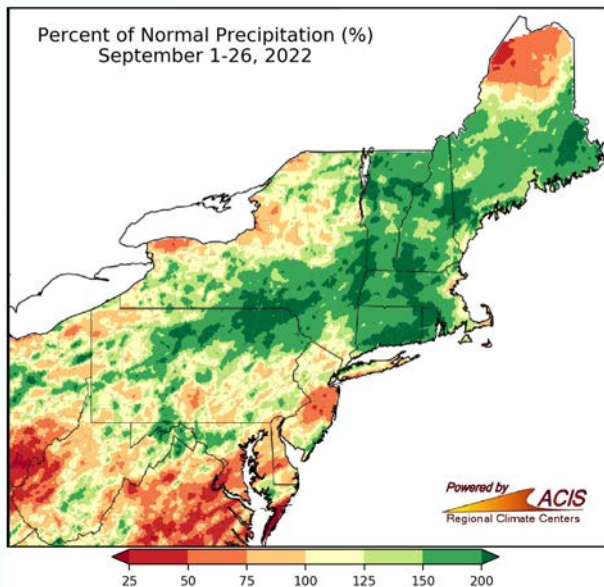 Percent of Normal Precipitation (%)
September 1-26, 2022
Powered by
ACIS
Regional Climate Centers
25 50 75 100 125 150 200